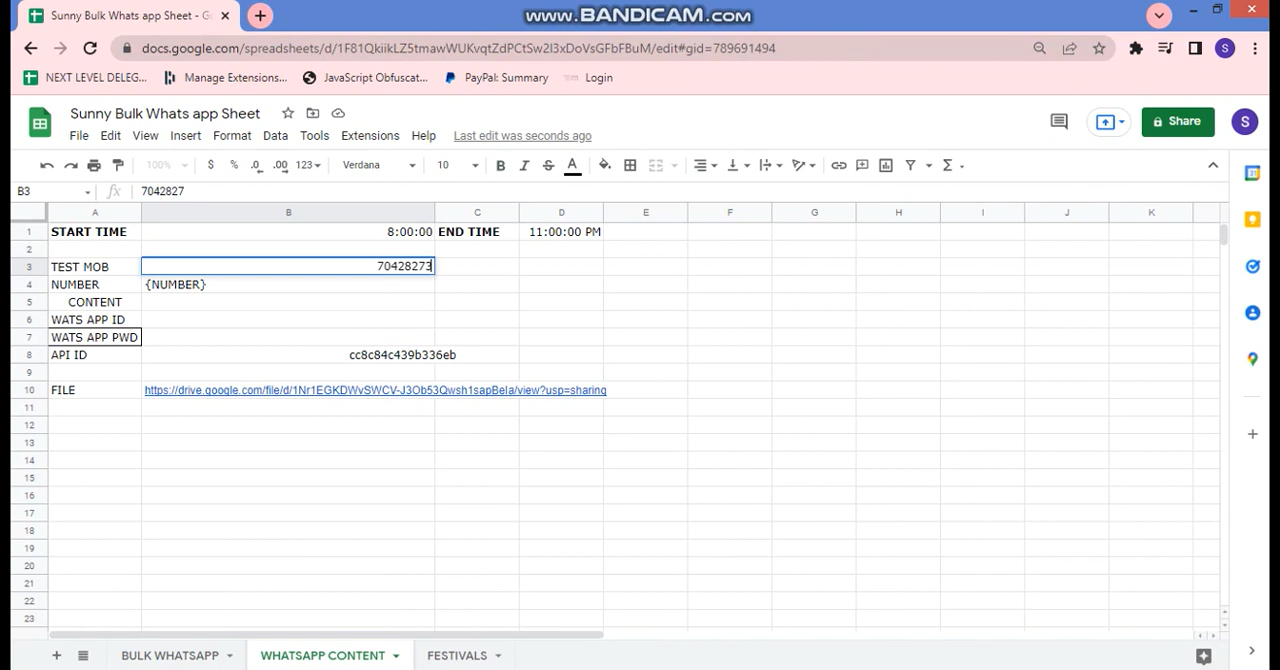 Sunny Bulk Whats app Sheet - Go
www.BANDICAM.com
docs.google.com/spreadsheets/d/1F81QkiikLZ5tmawWUKvqtZdPCtSw2I3xDoVsGFbFBuM/edit#gid=789691494
S
NEXT LEVEL DELEG... Manage Extensions... JavaScript Obfuscat... PayPal: Summary Login
Sunny Bulk Whats app Sheet
Share
S
File Edit View Insert Format Data Tools Extensions Help Last edit was seconds ago
100% $ % .0 .00 123 Verdana 10 B I S A Σ
B3 fx 7042827
A B C D E F G H I J K
1 START TIME 8:00:00 END TIME 11:00:00 PM
2
3 TEST MOB 70428273
4 NUMBER {NUMBER}
5 CONTENT
6 WATS APP ID
7 WATS APP PWD
8 API ID cc8c84c439b336eb
9
10 FILE https://drive.google.com/file/d/1Nr1EGKDWvSWCV-J3Ob53Qwsh1sapBela/view?usp=sharing
11
12
13
14
15
16
17
18
19
20
21
22
23
BULK WHATSAPP WHATSAPP CONTENT FESTIVALS